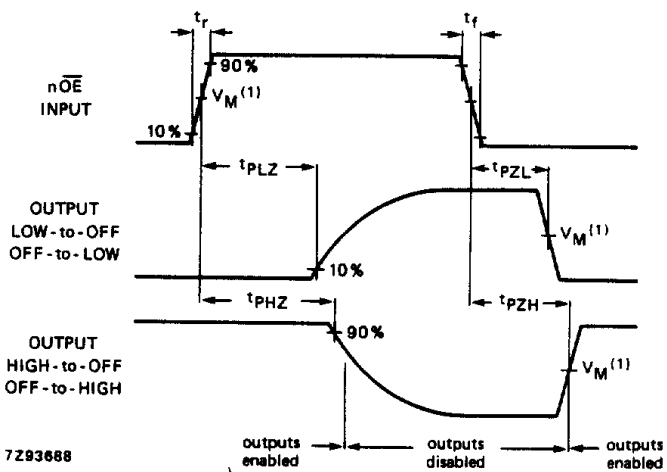 tr
tf
nOE
INPUT
90%
VM(1)
10%
tPLZ
tPZL
OUTPUT
LOW-to-OFF
OFF-to-LOW
VM(1)
10%
tPHZ
tPZH
OUTPUT
HIGH-to-OFF
OFF-to-HIGH
90%
VM(1)
7Z93688
outputs
enabled
outputs
disabled
outputs
enabled